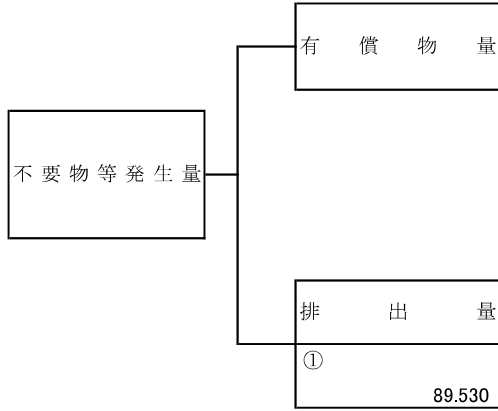 有償物量
不要物等発生量
排出量
①
89.530